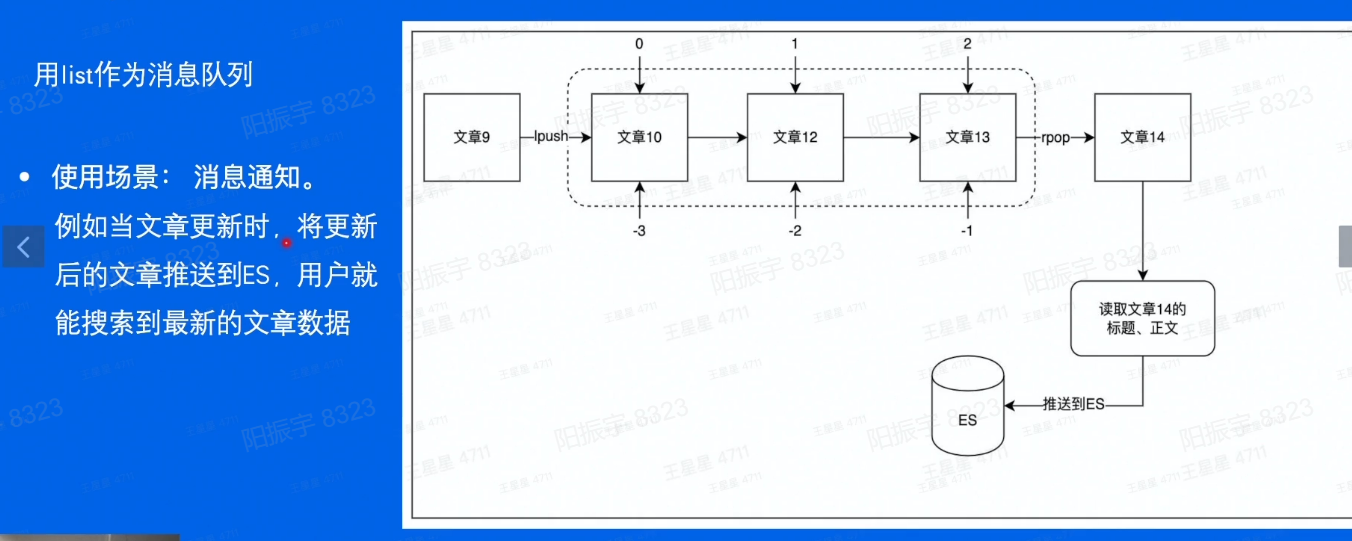 用list作为消息队列
• 使用场景： 消息通知。
例如当文章更新时，将更新
后的文章推送到ES，用户就
能搜索到最新的文章数据
0
1
2
文章9
lpush
文章10
文章12
文章13
rpop
文章14
-3
-2
-1
读取文章14的
标题、正文
推送到ES
ES
阳振宇 8323
王星星 4711